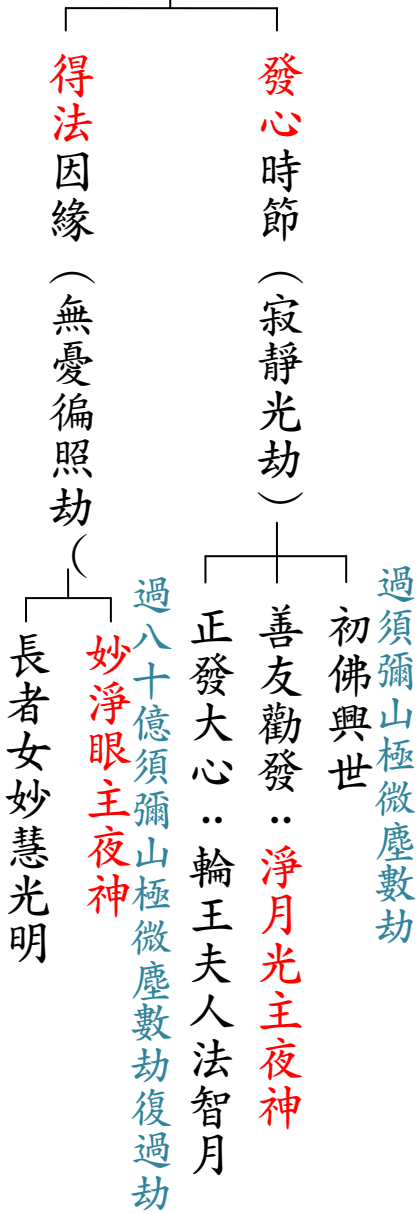 發心時節（寂靜光劫）
過須彌山極微塵數劫
初佛興世
善友勸發：淨月光主夜神
正發大心：輪王夫人法智月
得法因緣（無憂徧照劫（
過八十億須彌山極微塵數劫復過劫
妙淨眼主夜神
長者女妙慧光明